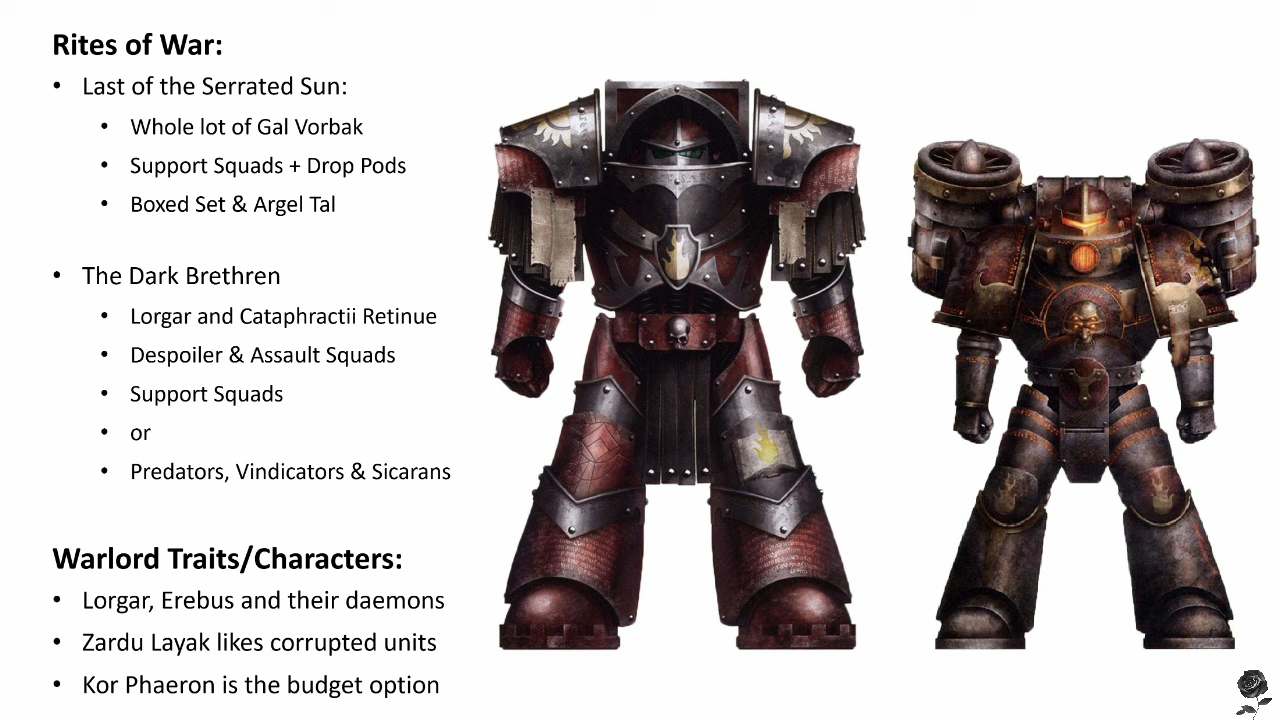 Rites of War:
• Last of the Serrated Sun:
• Whole lot of Gal Vorbak
• Support Squads + Drop Pods
• Boxed Set & Argel Tal
• The Dark Brethren
• Lorgar and Cataphractii Retinue
• Despoiler & Assault Squads
• Support Squads
• or
• Predators, Vindicators & Sicarans
Warlord Traits/Characters:
• Lorgar, Erebus and their daemons
• Zardu Layak likes corrupted units
• Kor Phaeron is the budget option